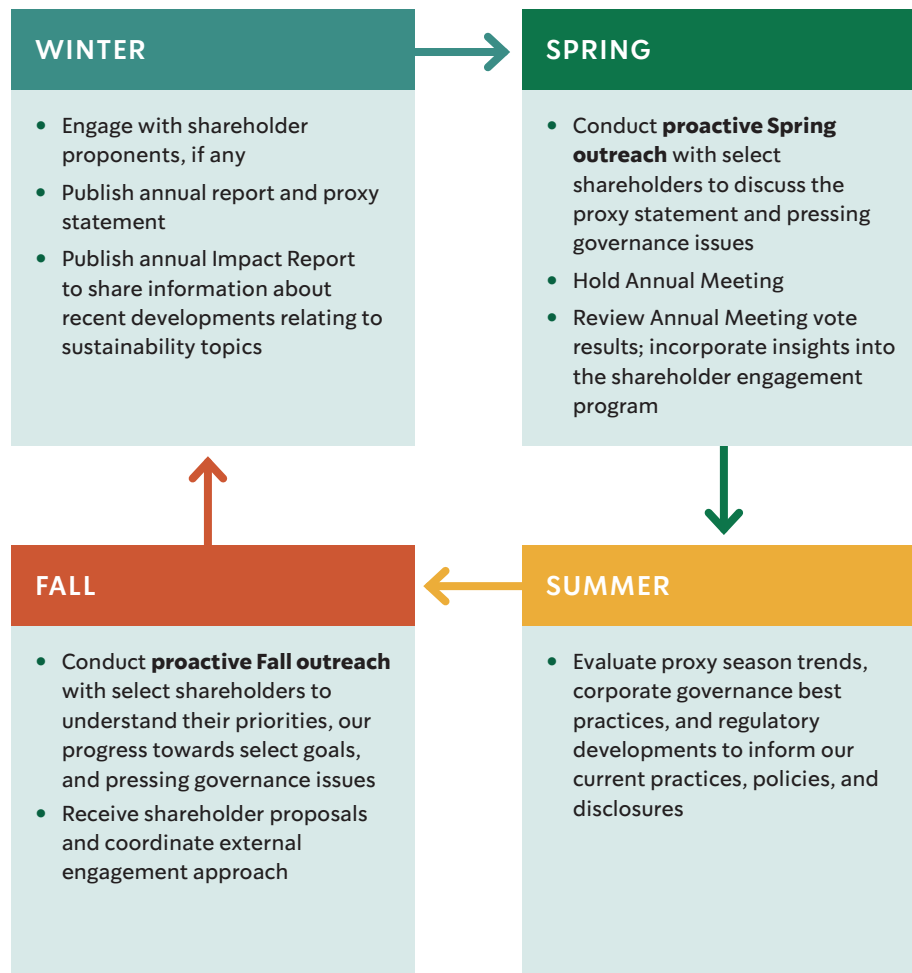 WINTER
• Engage with shareholder
proponents, if any
• Publish annual report and proxy
statement
• Publish annual Impact Report
to share information about
recent developments relating to
sustainability topics
SPRING
• Conduct proactive Spring
outreach with select
shareholders to discuss the
proxy statement and pressing
governance issues
• Hold Annual Meeting
• Review Annual Meeting vote
results; incorporate insights into
the shareholder engagement
program
SUMMER
• Evaluate proxy season trends,
corporate governance best
practices, and regulatory
developments to inform our
current practices, policies, and
disclosures
FALL
• Conduct proactive Fall outreach
with select shareholders to
understand their priorities, our
progress towards select goals,
and pressing governance issues
• Receive shareholder proposals
and coordinate external
engagement approach